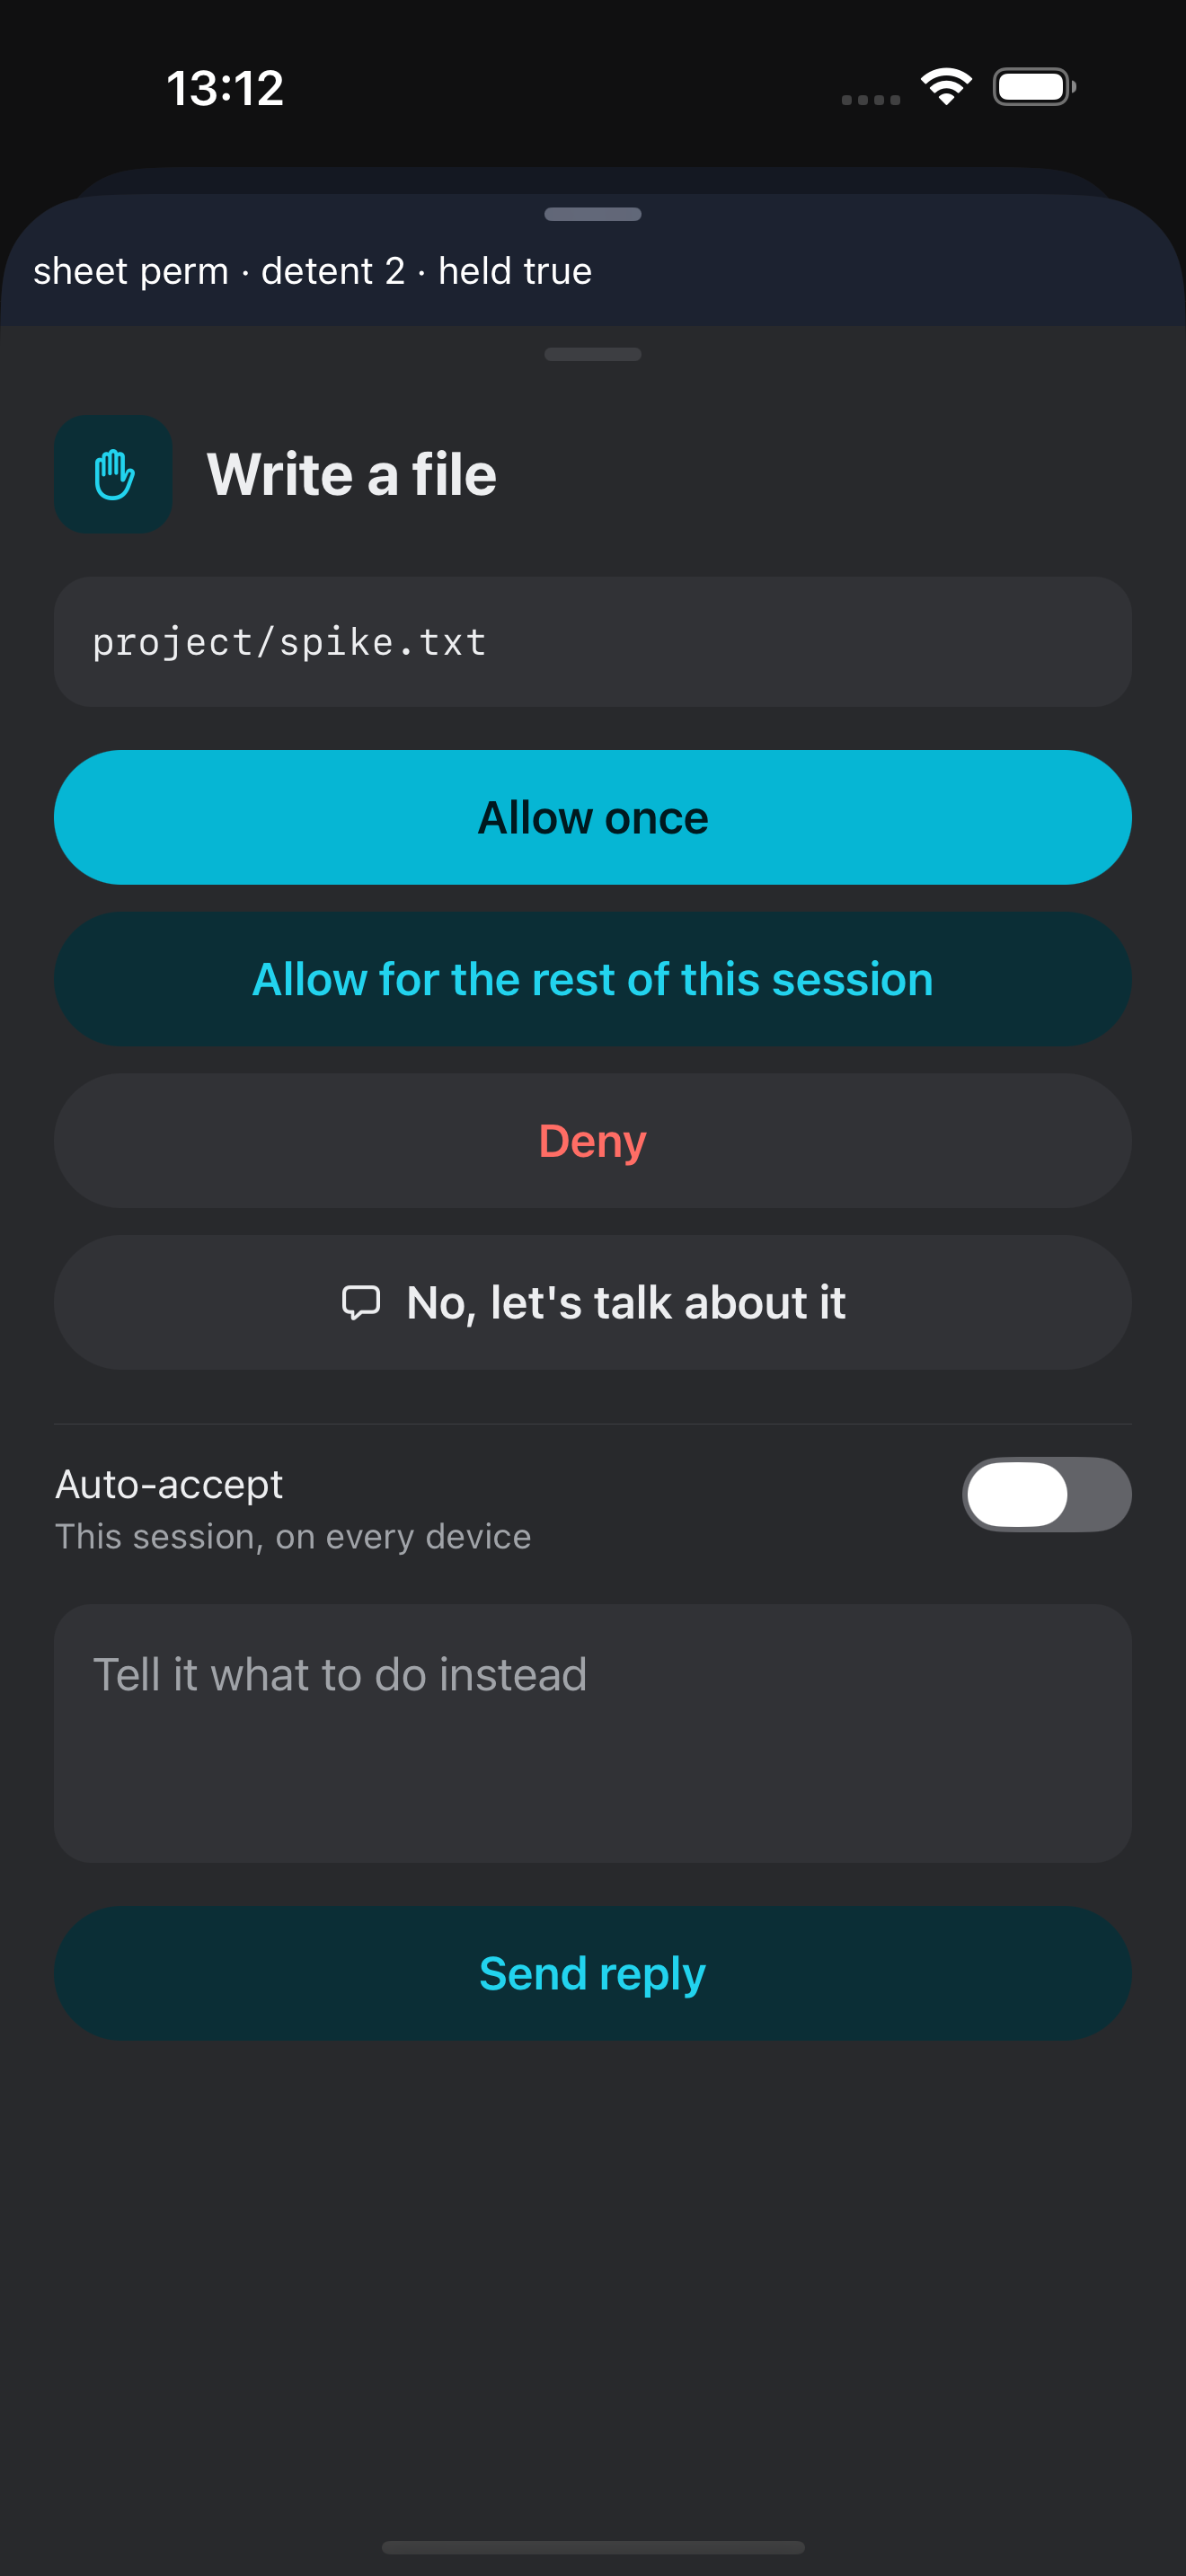 13:12
sheet perm · detent 2 · held true
Write a file
project/spike.txt
Allow once
Allow for the rest of this session
Deny
No, let's talk about it
Auto-accept
This session, on every device
Tell it what to do instead
Send reply